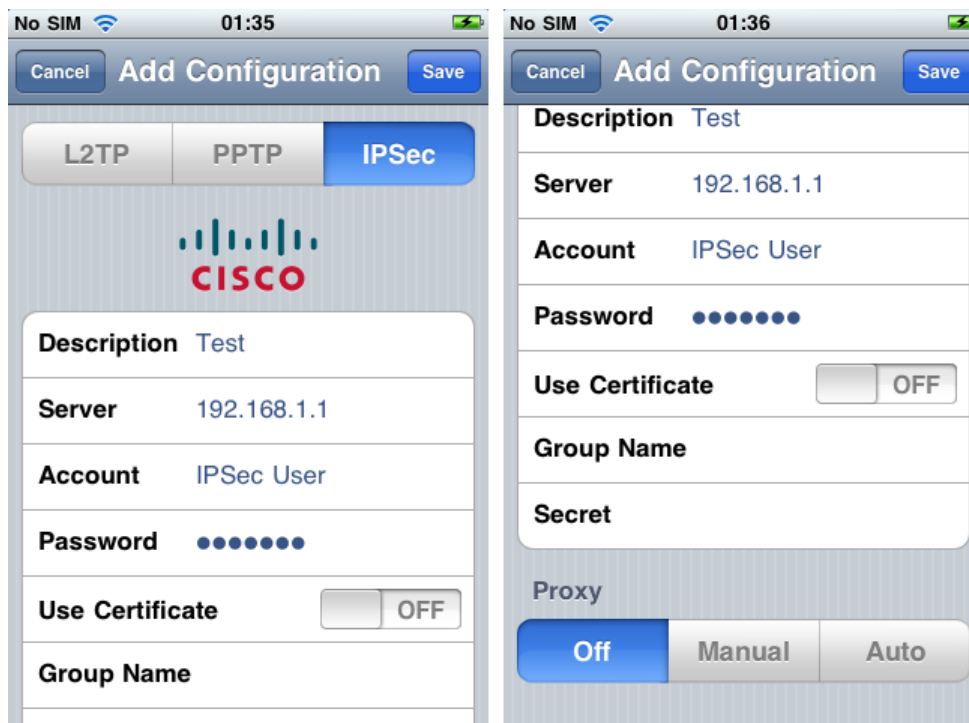 No SIM 01:35
Cancel Add Configuration Save
L2TP PPTP IPSec
CISCO
Description Test
Server 192.168.1.1
Account IPSec User
Password ●●●●●●●
Use Certificate OFF
Group Name
No SIM 01:36
Cancel Add Configuration Save
Description Test
Server 192.168.1.1
Account IPSec User
Password ●●●●●●●
Use Certificate OFF
Group Name
Secret
Proxy
Off Manual Auto